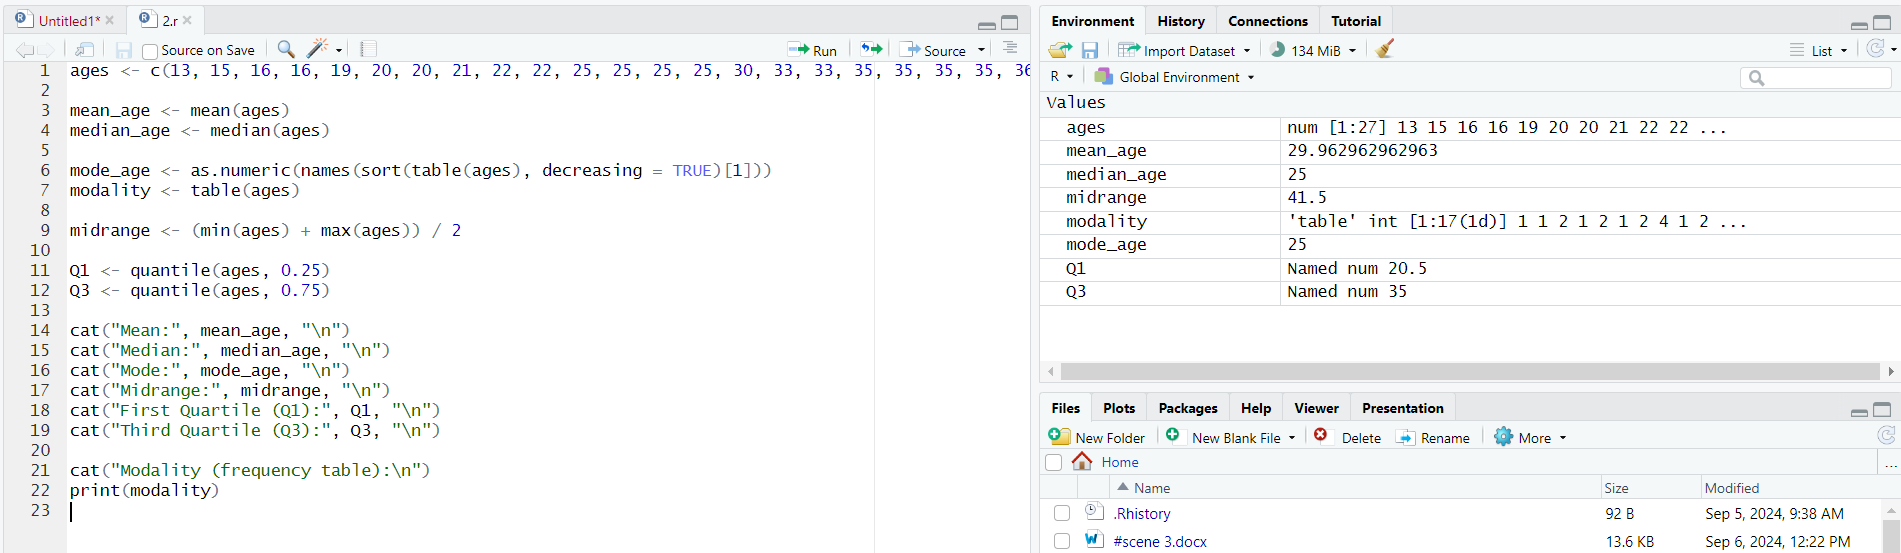 Untitled1* 2.r
Source on Save Run Source
1 ages <- c(13, 15, 16, 16, 19, 20, 20, 21, 22, 22, 25, 25, 25, 25, 30, 33, 33, 35, 35, 35, 35, 36
2
3 mean_age <- mean(ages)
4 median_age <- median(ages)
5
6 mode_age <- as.numeric(names(sort(table(ages), decreasing = TRUE)[1]))
7 modality <- table(ages)
8
9 midrange <- (min(ages) + max(ages)) / 2
10
11 Q1 <- quantile(ages, 0.25)
12 Q3 <- quantile(ages, 0.75)
13
14 cat("Mean:", mean_age, "\n")
15 cat("Median:", median_age, "\n")
16 cat("Mode:", mode_age, "\n")
17 cat("Midrange:", midrange, "\n")
18 cat("First Quartile (Q1):", Q1, "\n")
19 cat("Third Quartile (Q3):", Q3, "\n")
20
21 cat("Modality (frequency table):\n")
22 print(modality)
23
Environment History Connections Tutorial
Import Dataset 134 MiB List
R Global Environment
Values
ages num [1:27] 13 15 16 16 19 20 20 21 22 22 ...
mean_age 29.962962962963
median_age 25
midrange 41.5
modality 'table' int [1:17(1d)] 1 1 2 1 2 1 2 4 1 2 ...
mode_age 25
Q1 Named num 20.5
Q3 Named num 35
Files Plots Packages Help Viewer Presentation
New Folder New Blank File Delete Rename More
Home ...
Name Size Modified
.Rhistory 92 B Sep 5, 2024, 9:38 AM
#scene 3.docx 13.6 KB Sep 6, 2024, 12:22 PM